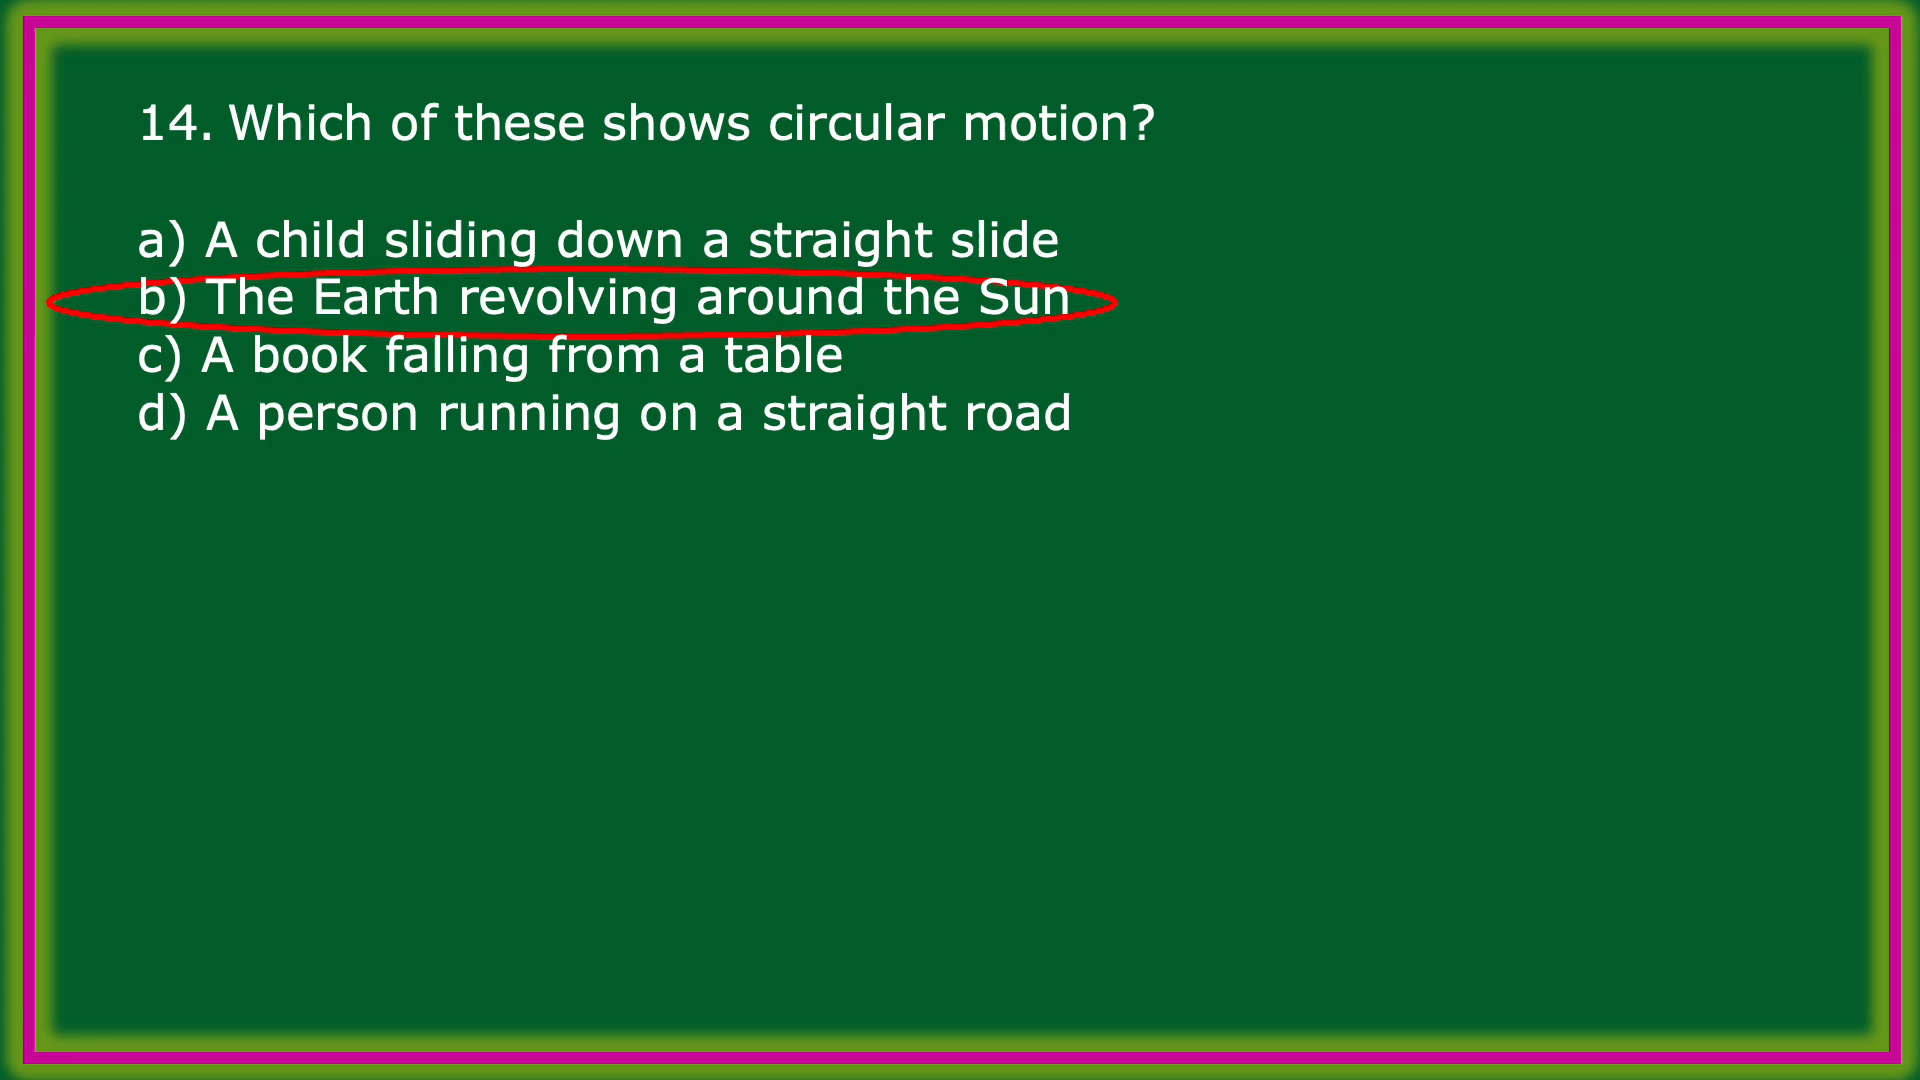 14. Which of these shows circular motion?
a) A child sliding down a straight slide
b) The Earth revolving around the Sun
c) A book falling from a table
d) A person running on a straight road